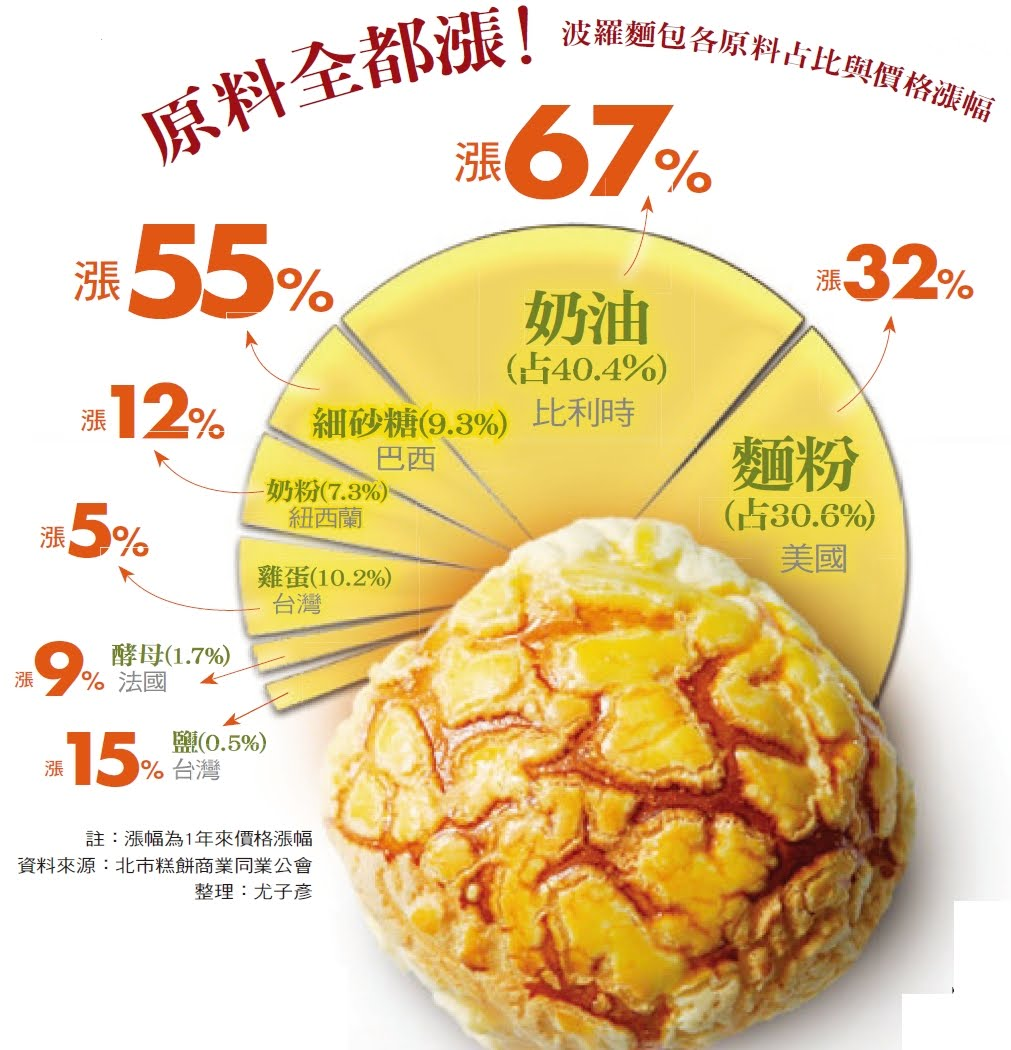 原料全都漲！
波羅麵包各原料占比與價格漲幅
漲67%
漲55%
漲32%
奶油
(占40.4%)
比利時
細砂糖(9.3%)
巴西
漲12%
麵粉
(占30.6%)
美國
奶粉(7.3%)
紐西蘭
漲5%
雞蛋(10.2%)
台灣
漲9%
酵母(1.7%)
法國
漲15%
鹽(0.5%)
台灣
註：漲幅為1年來價格漲幅
資料來源：北市糕餅商業同業公會
整理：尤子彥